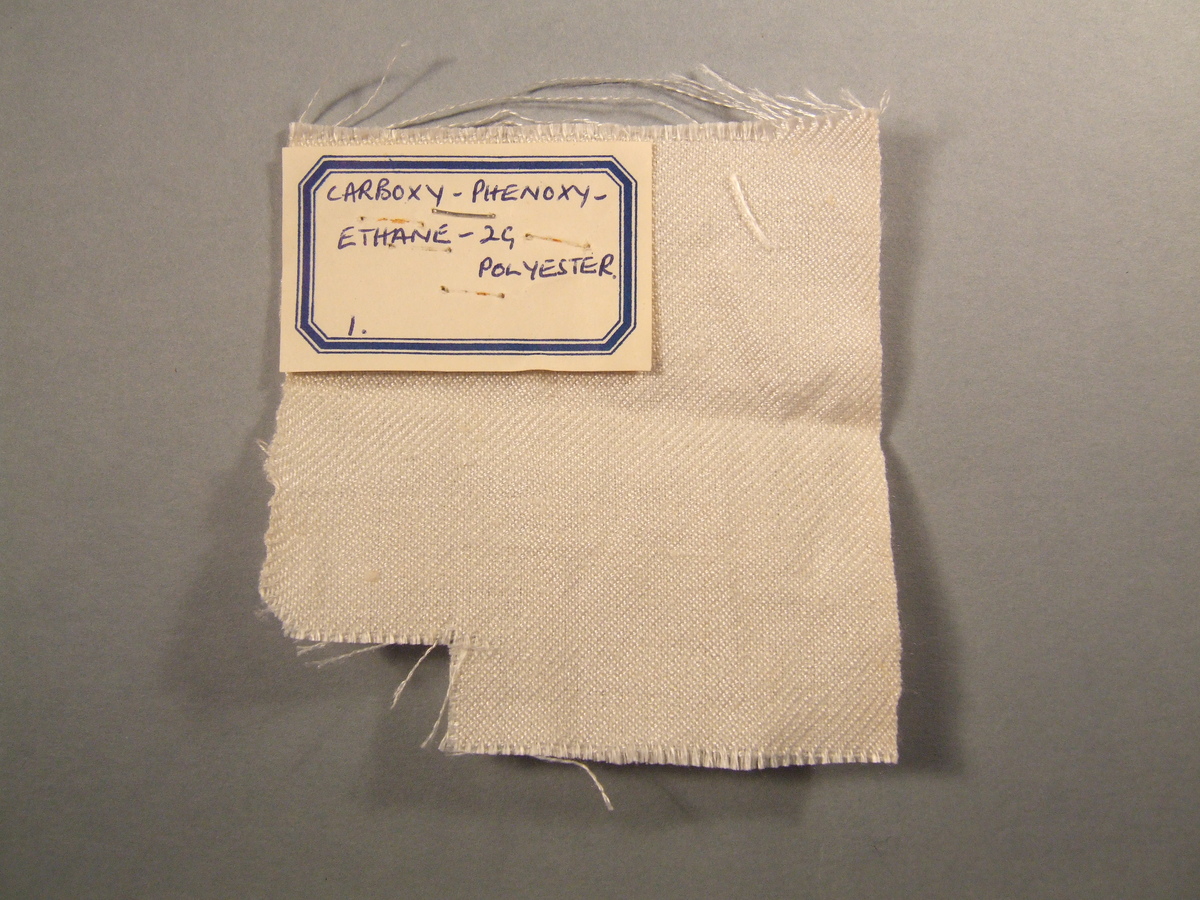 CARBOXY-PHENOXY-
ETHANE-2G
POLYESTER.
1.